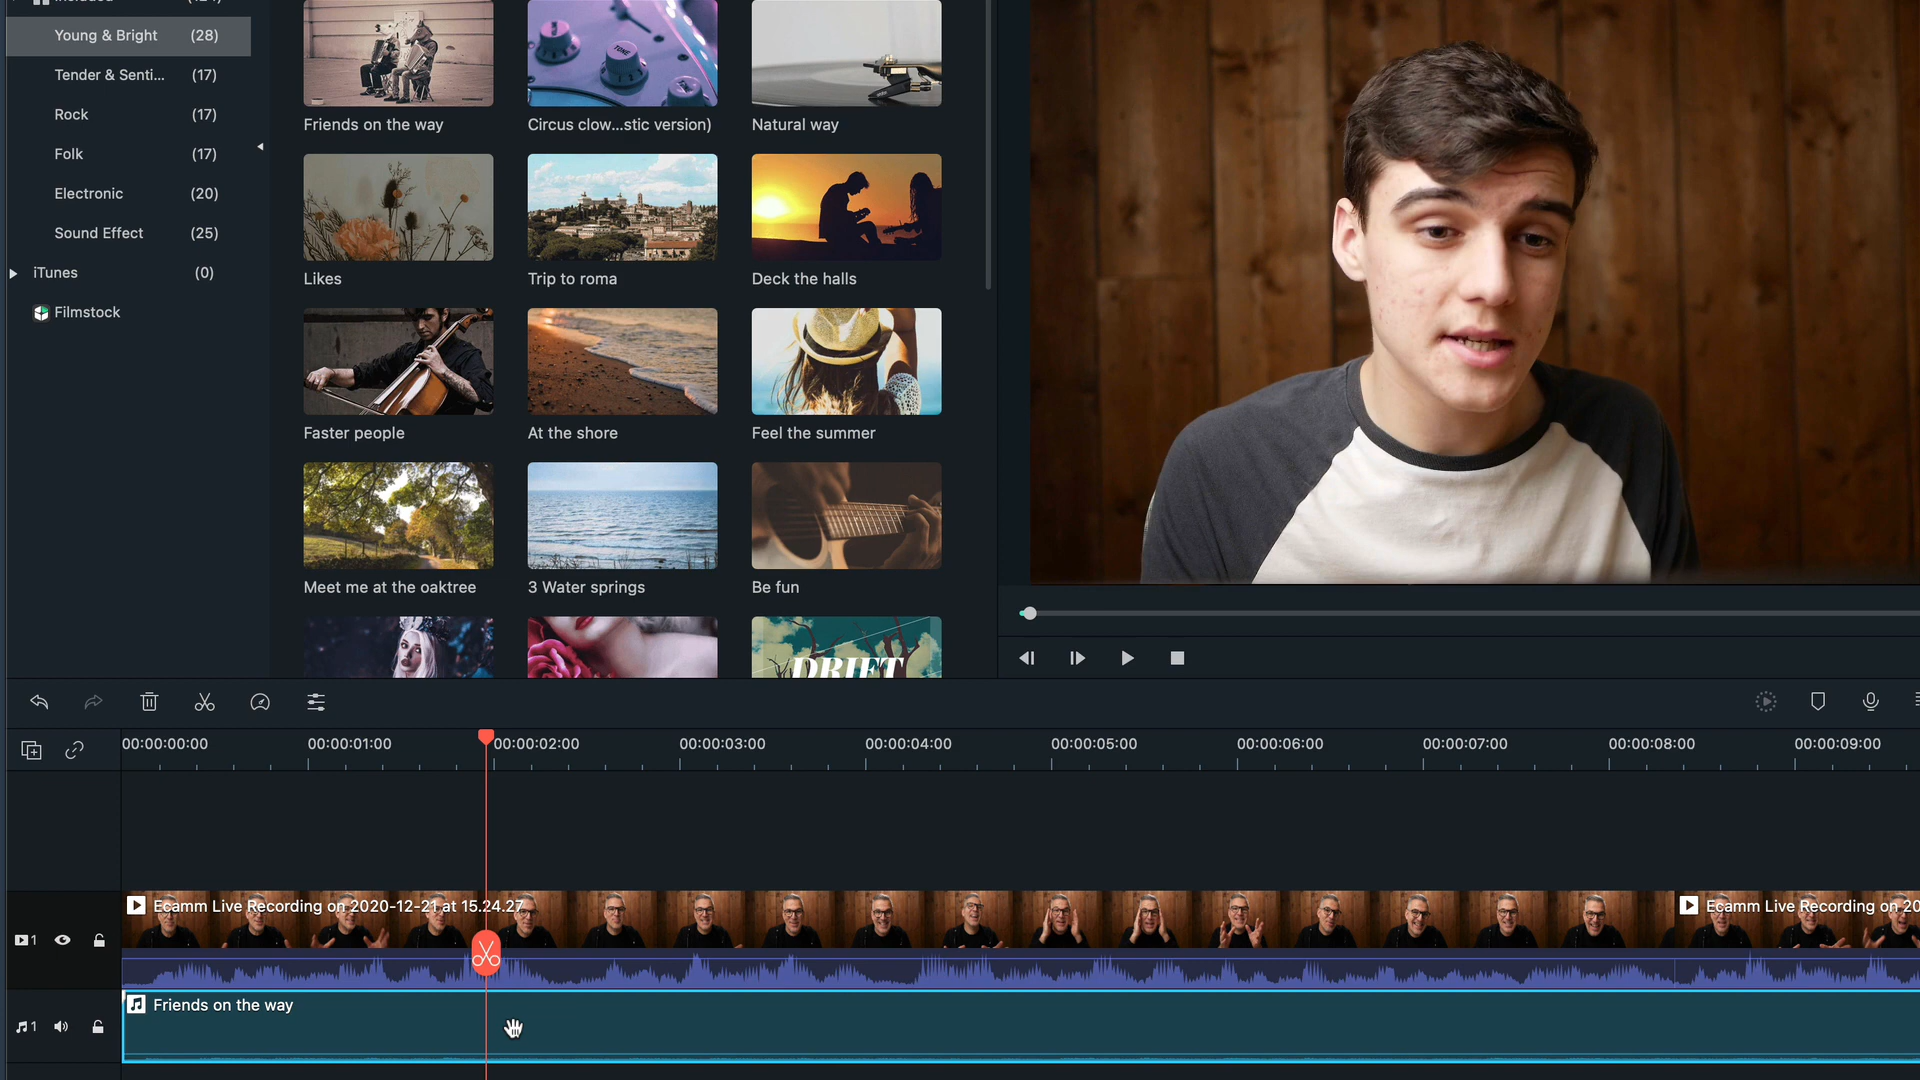 Included (124)
Young & Bright (28)
Tender & Senti... (17)
Rock (17)
Folk (17)
Electronic (20)
Sound Effect (25)
iTunes (0)
Filmstock
TONE
Friends on the way
Circus clow...stic version)
Natural way
Likes
Trip to roma
Deck the halls
Faster people
At the shore
Feel the summer
Meet me at the oaktree
3 Water springs
Be fun
DRIFT
00:00:00:00
00:00:01:00
00:00:02:00
00:00:03:00
00:00:04:00
00:00:05:00
00:00:06:00
00:00:07:00
00:00:08:00
00:00:09:00
Ecamm Live Recording on 2020-12-21 at 15.24.27
Ecamm Live Recording on 20
1
Friends on the way
1